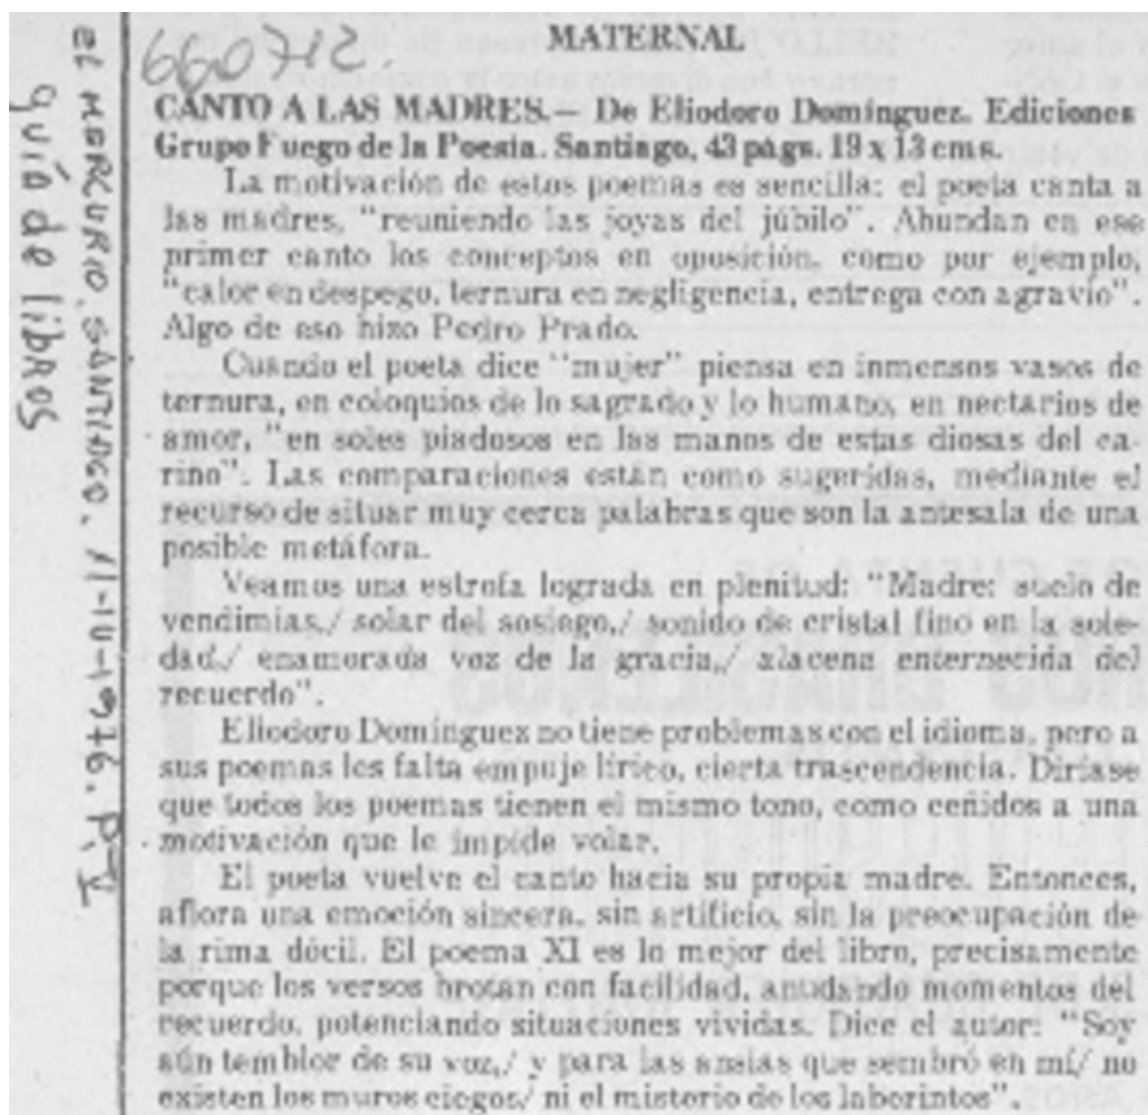 660712.
MATERNAL
CANTO A LAS MADRES.— De Eliodoro Domínguez. Ediciones
Grupo Fuego de la Poesía. Santiago, 43 págs. 19 x 13 cms.
La motivación de estos poemas es sencilla: el poeta canta a
las madres, "reuniendo las joyas del júbilo". Abundan en ese
primer canto los conceptos en oposición, como por ejemplo,
"calor en despego, ternura en negligencia, entrega con agravio".
Algo de eso hizo Pedro Prado.
Cuando el poeta dice "mujer" piensa en inmensos vasos de
ternura, en coloquios de lo sagrado y lo humano, en nectarios de
amor, "en soles piadosos en las manos de estas diosas del ca-
riño". Las comparaciones están como sugeridas, mediante el
recurso de situar muy cerca palabras que son la antesala de una
posible metáfora.
Veamos una estrofa lograda en plenitud: "Madre: suelo de
vendimias,/ solar del sosiego,/ sonido de cristal fino en la sole-
dad,/ enamorada voz de la gracia,/ alacena enternecida del
recuerdo".
Eliodoro Domínguez no tiene problemas con el idioma, pero a
sus poemas les falta empuje lírico, cierta trascendencia. Diríase
que todos los poemas tienen el mismo tono, como ceñidos a una
motivación que le impide volar.
El poeta vuelve el canto hacia su propia madre. Entonces,
aflora una emoción sincera, sin artificio, sin la preocupación de
la rima dócil. El poema XI es lo mejor del libro, precisamente
porque los versos brotan con facilidad, anudando momentos del
recuerdo, potenciando situaciones vividas. Dice el autor: "Soy
aún temblor de su voz,/ y para las ansias que sembró en mí/ no
existen los muros ciegos,/ ni el misterio de los laberintos".
EL MERCURIO, SANTIAGO. 11-IV-1976. P.
guía de libros